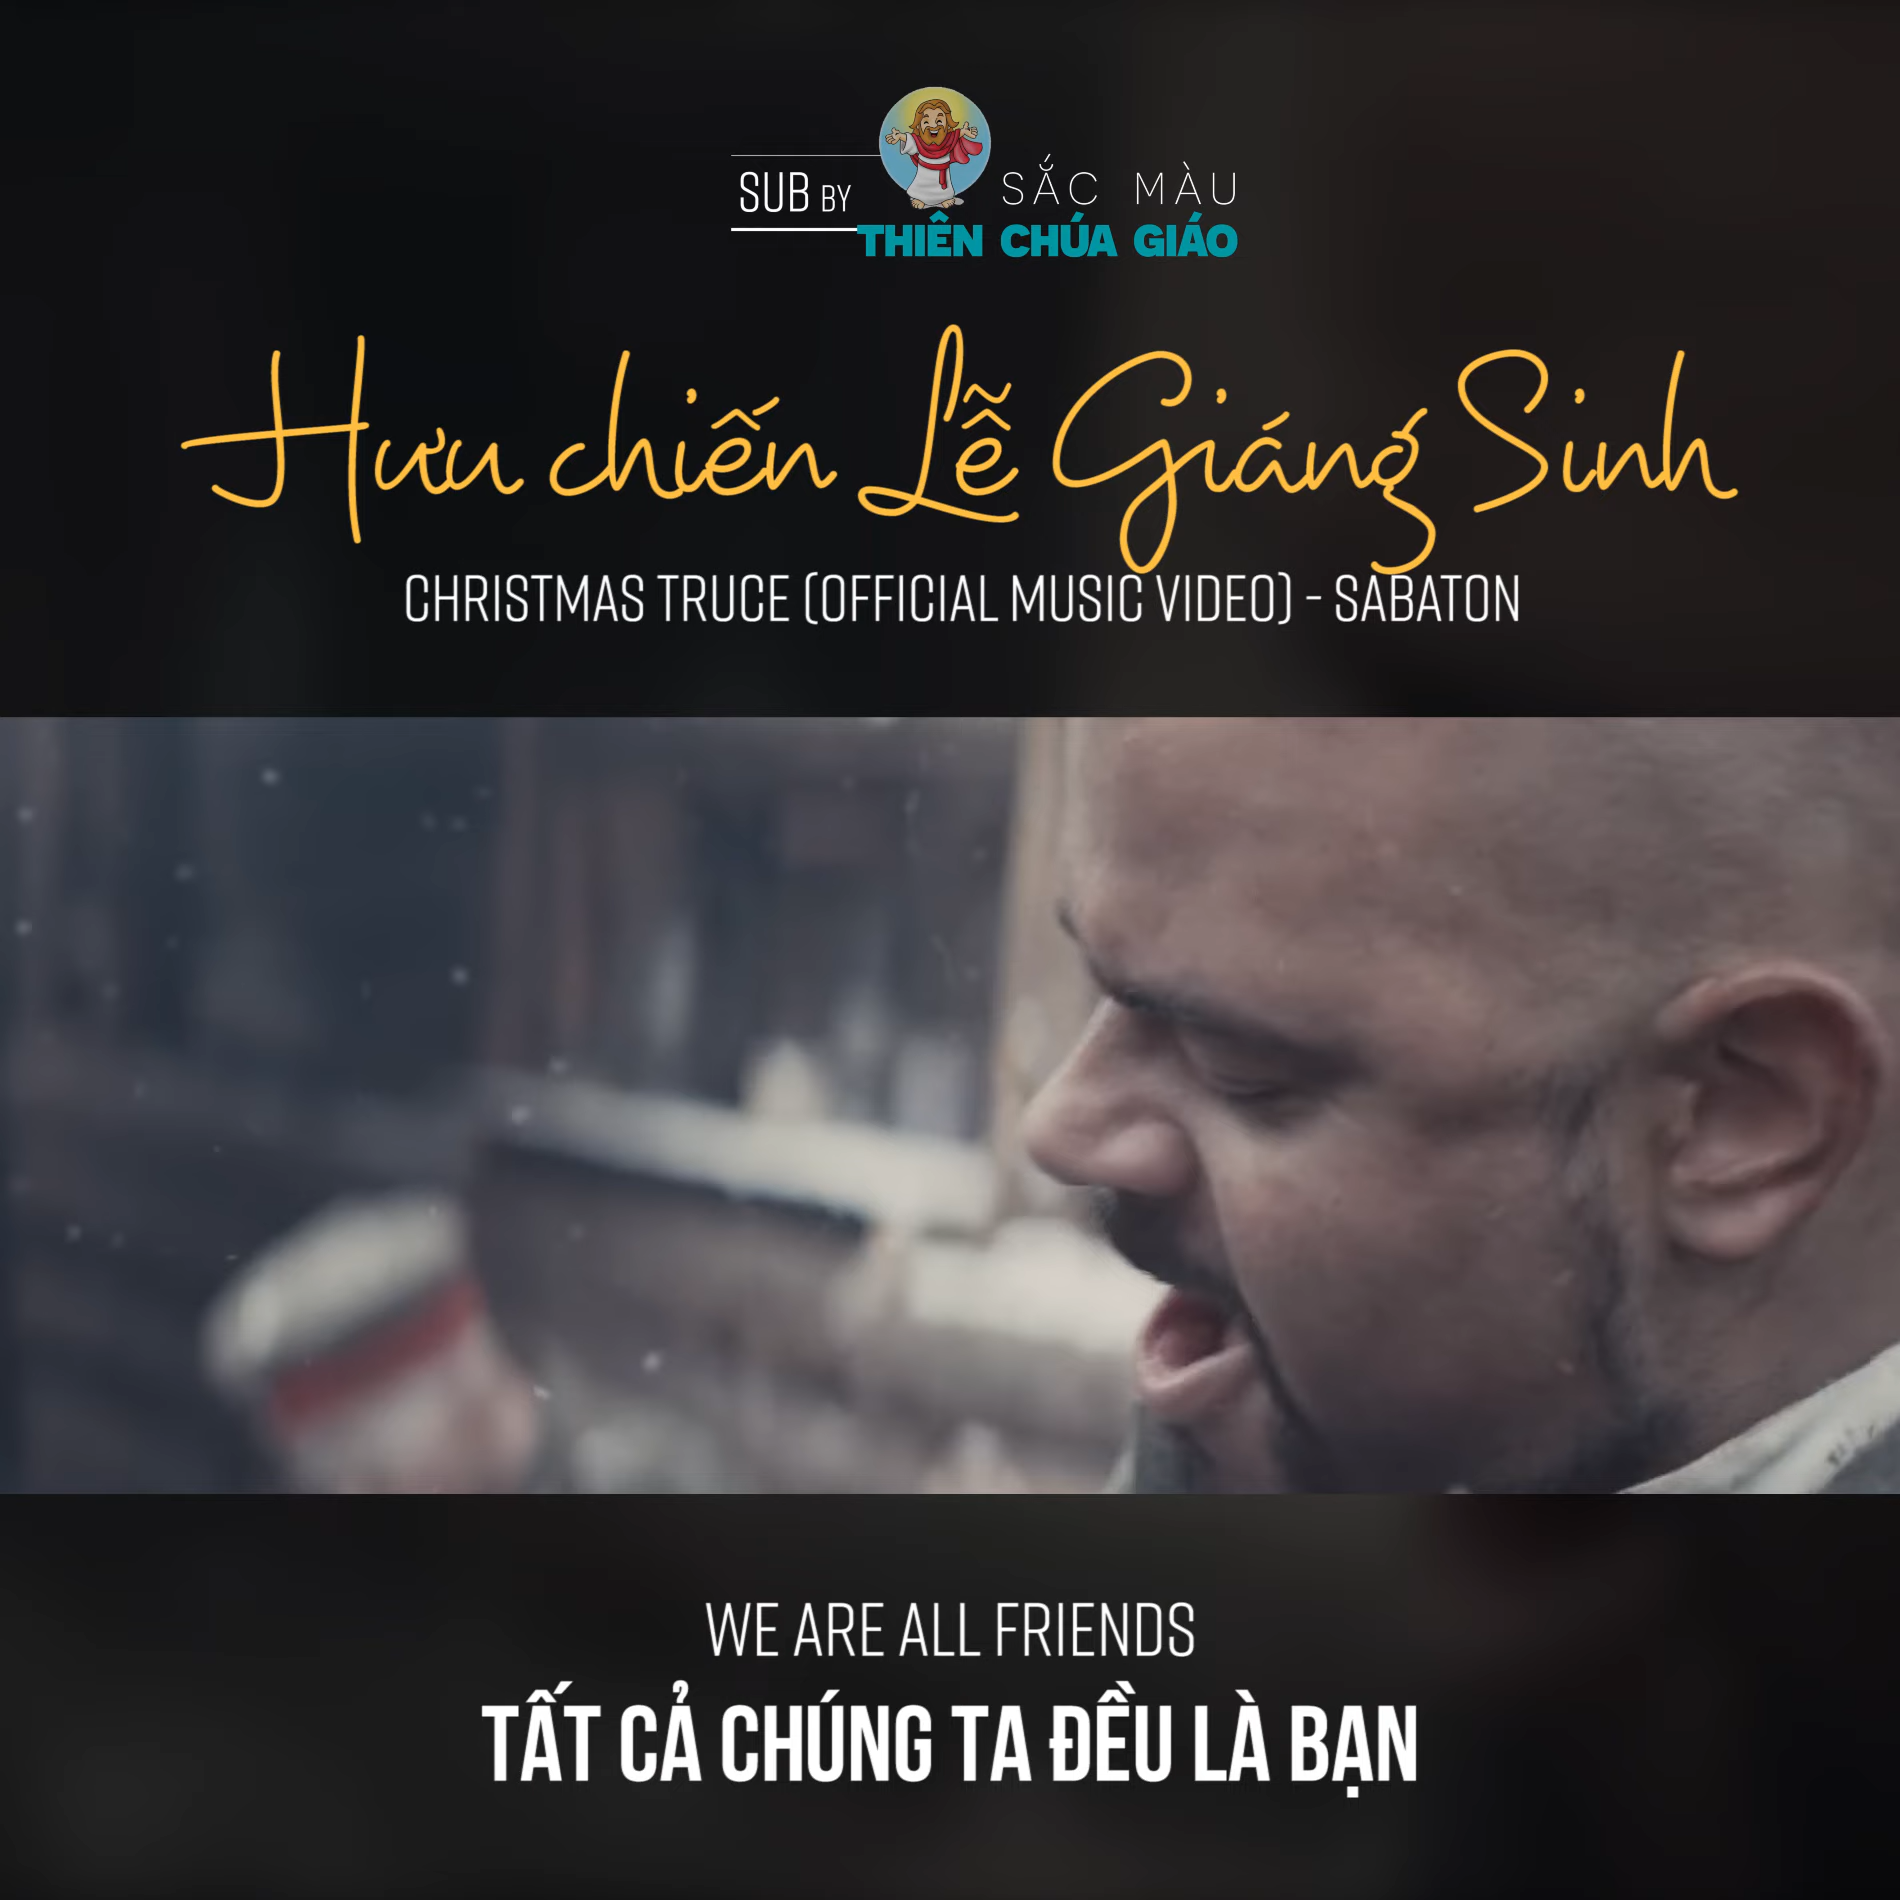 SUB BY SẮC MÀU
THIÊN CHÚA GIÁO
Hưu chiến Lễ Giáng Sinh
CHRISTMAS TRUCE (OFFICIAL MUSIC VIDEO) - SABATON
WE ARE ALL FRIENDS
TẤT CẢ CHÚNG TA ĐỀU LÀ BẠN